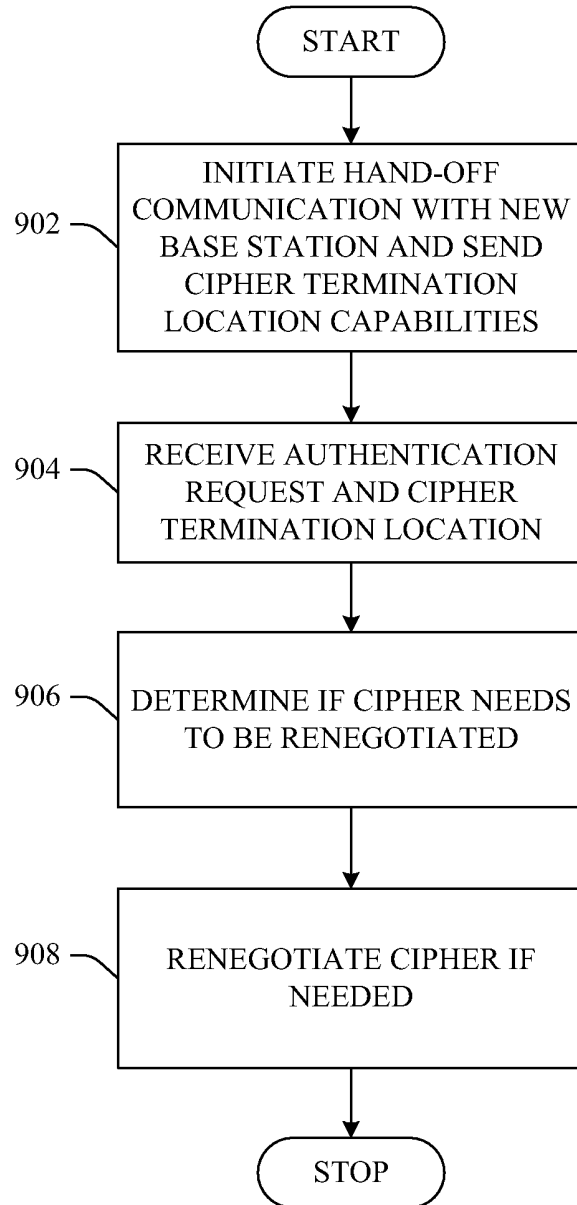 START
902
INITIATE HAND-OFF
COMMUNICATION WITH NEW
BASE STATION AND SEND
CIPHER TERMINATION
LOCATION CAPABILITIES
904
RECEIVE AUTHENTICATION
REQUEST AND CIPHER
TERMINATION LOCATION
906
DETERMINE IF CIPHER NEEDS
TO BE RENEGOTIATED
908
RENEGOTIATE CIPHER IF
NEEDED
STOP